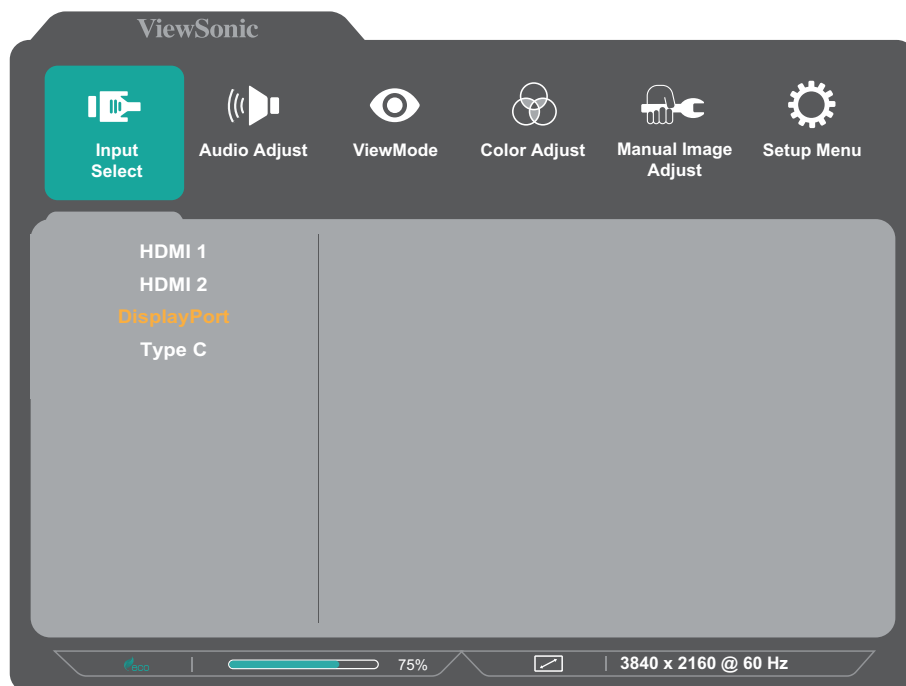 ViewSonic
Input
Select
Audio Adjust
ViewMode
Color Adjust
Manual Image
Adjust
Setup Menu
HDMI 1
HDMI 2
DisplayPort
Type C
eco
75%
3840 x 2160 @ 60 Hz